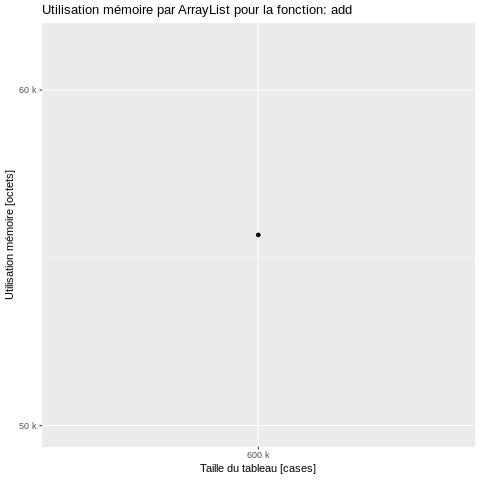 Utilisation mémoire par ArrayList pour la fonction: add
60 k
Utilisation mémoire [octets]
50 k
600 k
Taille du tableau [cases]